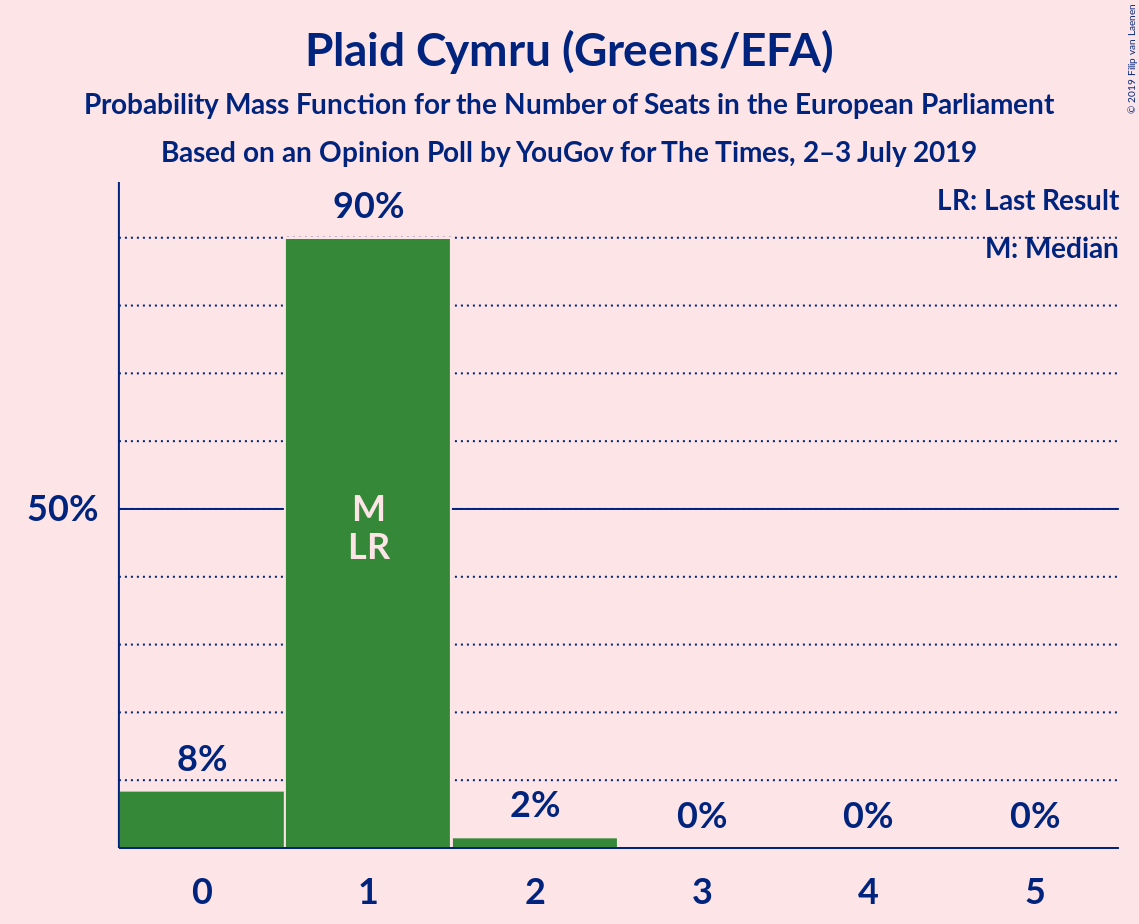 Plaid Cymru (Greens/EFA)
Probability Mass Function for the Number of Seats in the European Parliament
Based on an Opinion Poll by YouGov for The Times, 2–3 July 2019
© 2019 Filip van Laenen
LR: Last Result
M: Median
90%
50%
M
LR
8%
2%
0%
0%
0%
0
1
2
3
4
5